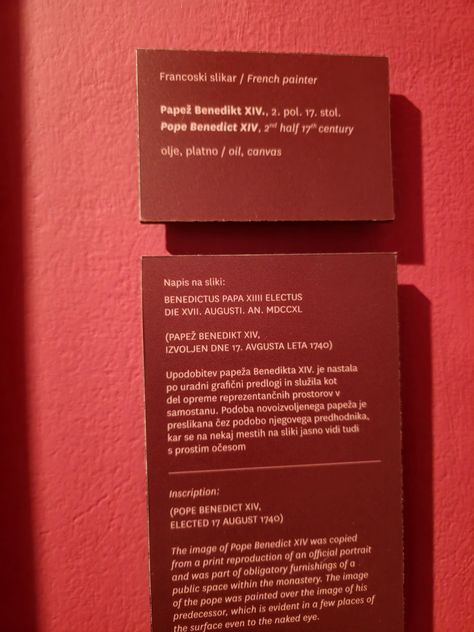 Francoski slikar / French painter
Papež Benedikt XIV., 2. pol. 17. stol.
Pope Benedict XIV, 2nd half 17th century
olje, platno / oil, canvas
Napis na sliki:
BENEDICTUS PAPA XIIII ELECTUS
DIE XVII. AUGUSTI. AN. MDCCXL
(PAPEŽ BENEDIKT XIV,
IZVOLJEN DNE 17. AVGUSTA LETA 1740)
Upodobitev papeža Benedikta XIV. je nastala
po uradni grafični predlogi in služila kot
del opreme reprezentančnih prostorov v
samostanu. Podoba novoizvoljenega papeža je
preslikana čez podobo njegovega predhodnika,
kar se na nekaj mestih na sliki jasno vidi tudi
s prostim očesom
Inscription:
(POPE BENEDICT XIV,
ELECTED 17 AUGUST 1740)
The image of Pope Benedict XIV was copied
from a print reproduction of an official portrait
and was part of obligatory furnishings of a
public space within the monastery. The image
of the pope was painted over the image of his
predecessor, which is evident in a few places of
the surface even to the naked eye.